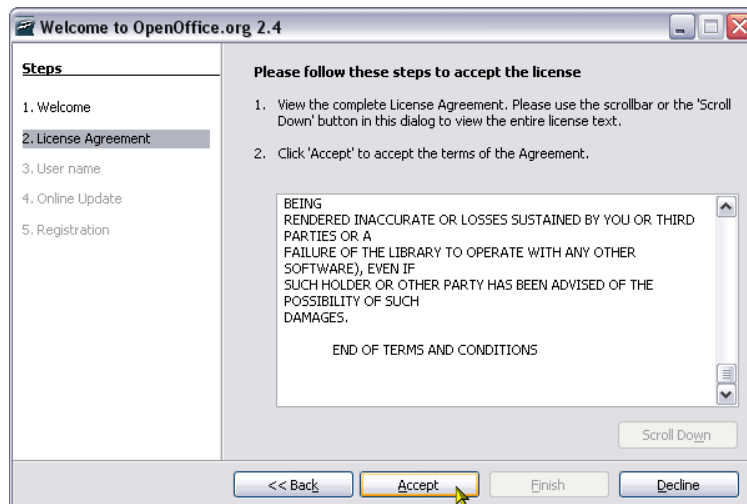 Welcome to OpenOffice.org 2.4
Steps
1. Welcome
2. License Agreement
3. User name
4. Online Update
5. Registration
Please follow these steps to accept the license
1. View the complete License Agreement. Please use the scrollbar or the 'Scroll
Down' button in this dialog to view the entire license text.
2. Click 'Accept' to accept the terms of the Agreement.
BEING
RENDERED INACCURATE OR LOSSES SUSTAINED BY YOU OR THIRD
PARTIES OR A
FAILURE OF THE LIBRARY TO OPERATE WITH ANY OTHER
SOFTWARE), EVEN IF
SUCH HOLDER OR OTHER PARTY HAS BEEN ADVISED OF THE
POSSIBILITY OF SUCH
DAMAGES.
END OF TERMS AND CONDITIONS
Scroll Down
<< Back
Accept
Finish
Decline